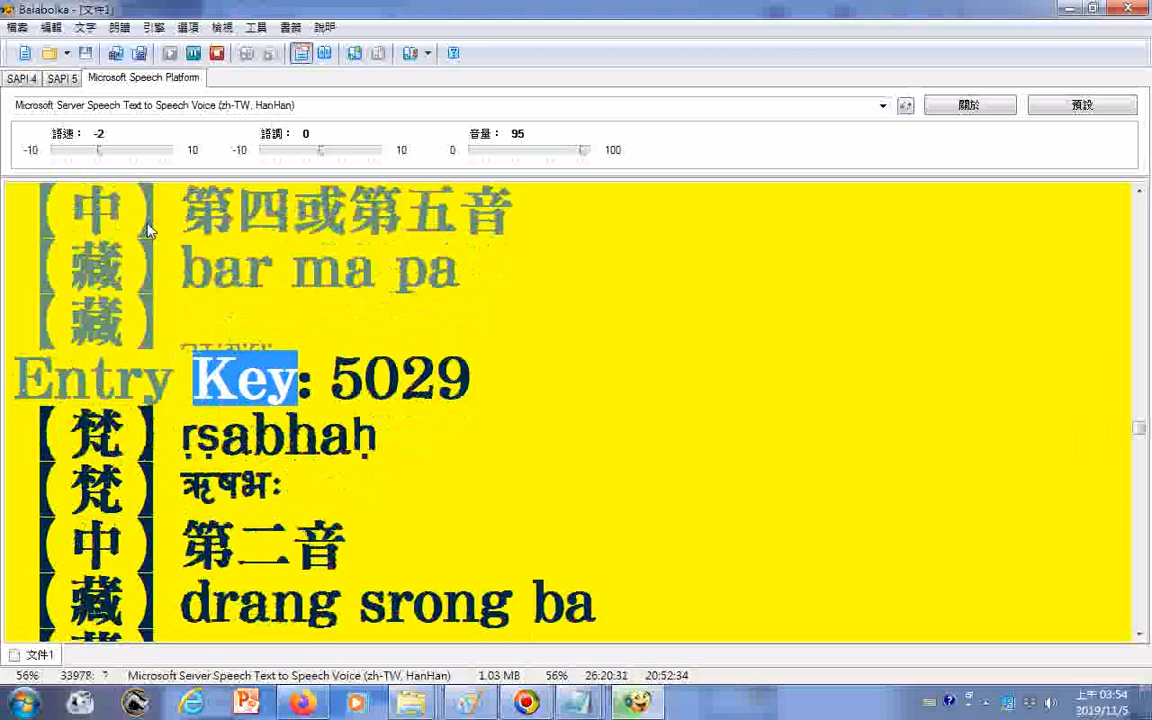 Balabolka - [文件1]
檔案 編輯 文字 朗讀 引擎 選項 檢視 工具 書籤 說明
SAPI 4 SAPI 5 Microsoft Speech Platform
Microsoft Server Speech Text to Speech Voice (zh-TW, HanHan) 關於 預設
語速： -2 語調： 0 音量： 95
-10 10 -10 10 0 100
【中】 第四或第五音
【藏】 bar ma pa
【藏】
Entry Key: 5029
【梵】 ṛṣabhaḥ
【梵】 ऋषभः
【中】 第二音
【藏】 drang srong ba
文件1
56% 33978: ? Microsoft Server Speech Text to Speech Voice (zh-TW, HanHan) 1.03 MB 56% 26:20:31 20:52:34
上午 03:54
2019/11/5